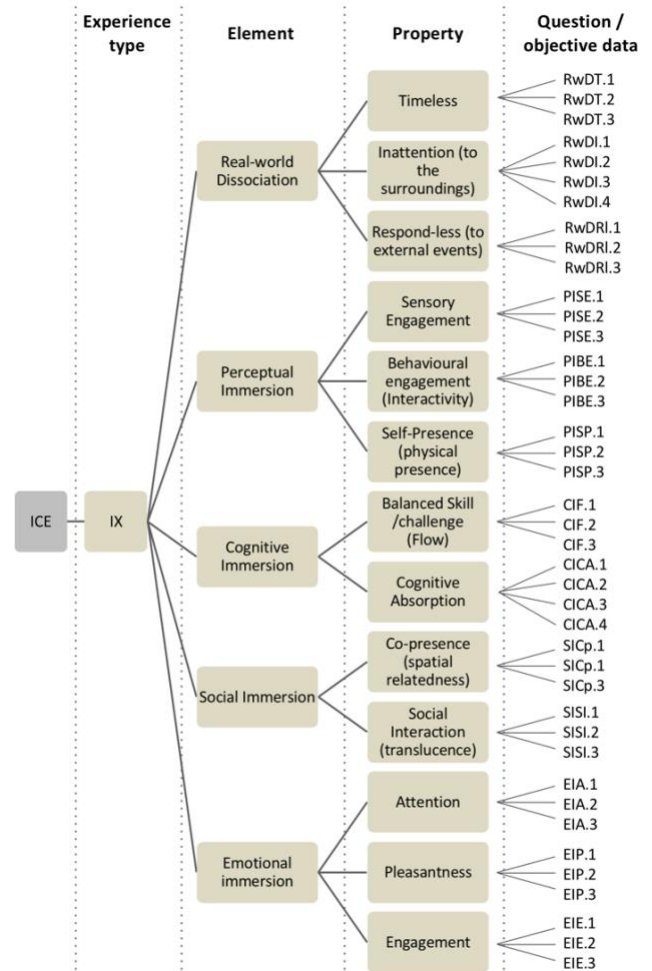 Experience
type
Element
Property
Question /
objective data
ICE
IX
Real-world
Dissociation
Timeless
RwDT.1
RwDT.2
RwDT.3
Inattention (to
the
surroundings)
RwDI.1
RwDI.2
RwDI.3
RwDI.4
Respond-less (to
external events)
RwDRl.1
RwDRl.2
RwDRl.3
Perceptual
Immersion
Sensory
Engagement
PISE.1
PISE.2
PISE.3
Behavioural
engagement
(Interactivity)
PIBE.1
PIBE.2
PIBE.3
Self-Presence
(physical
presence)
PISP.1
PISP.2
PISP.3
Cognitive
Immersion
Balanced Skill
/challenge
(Flow)
CIF.1
CIF.2
CIF.3
Cognitive
Absorption
CICA.1
CICA.2
CICA.3
CICA.4
Social Immersion
Co-presence
(spatial
relatedness)
SICp.1
SICp.1
SICp.3
Social
Interaction
(translucence)
SISI.1
SISI.2
SISI.3
Emotional
immersion
Attention
EIA.1
EIA.2
EIA.3
Pleasantness
EIP.1
EIP.2
EIP.3
Engagement
EIE.1
EIE.2
EIE.3